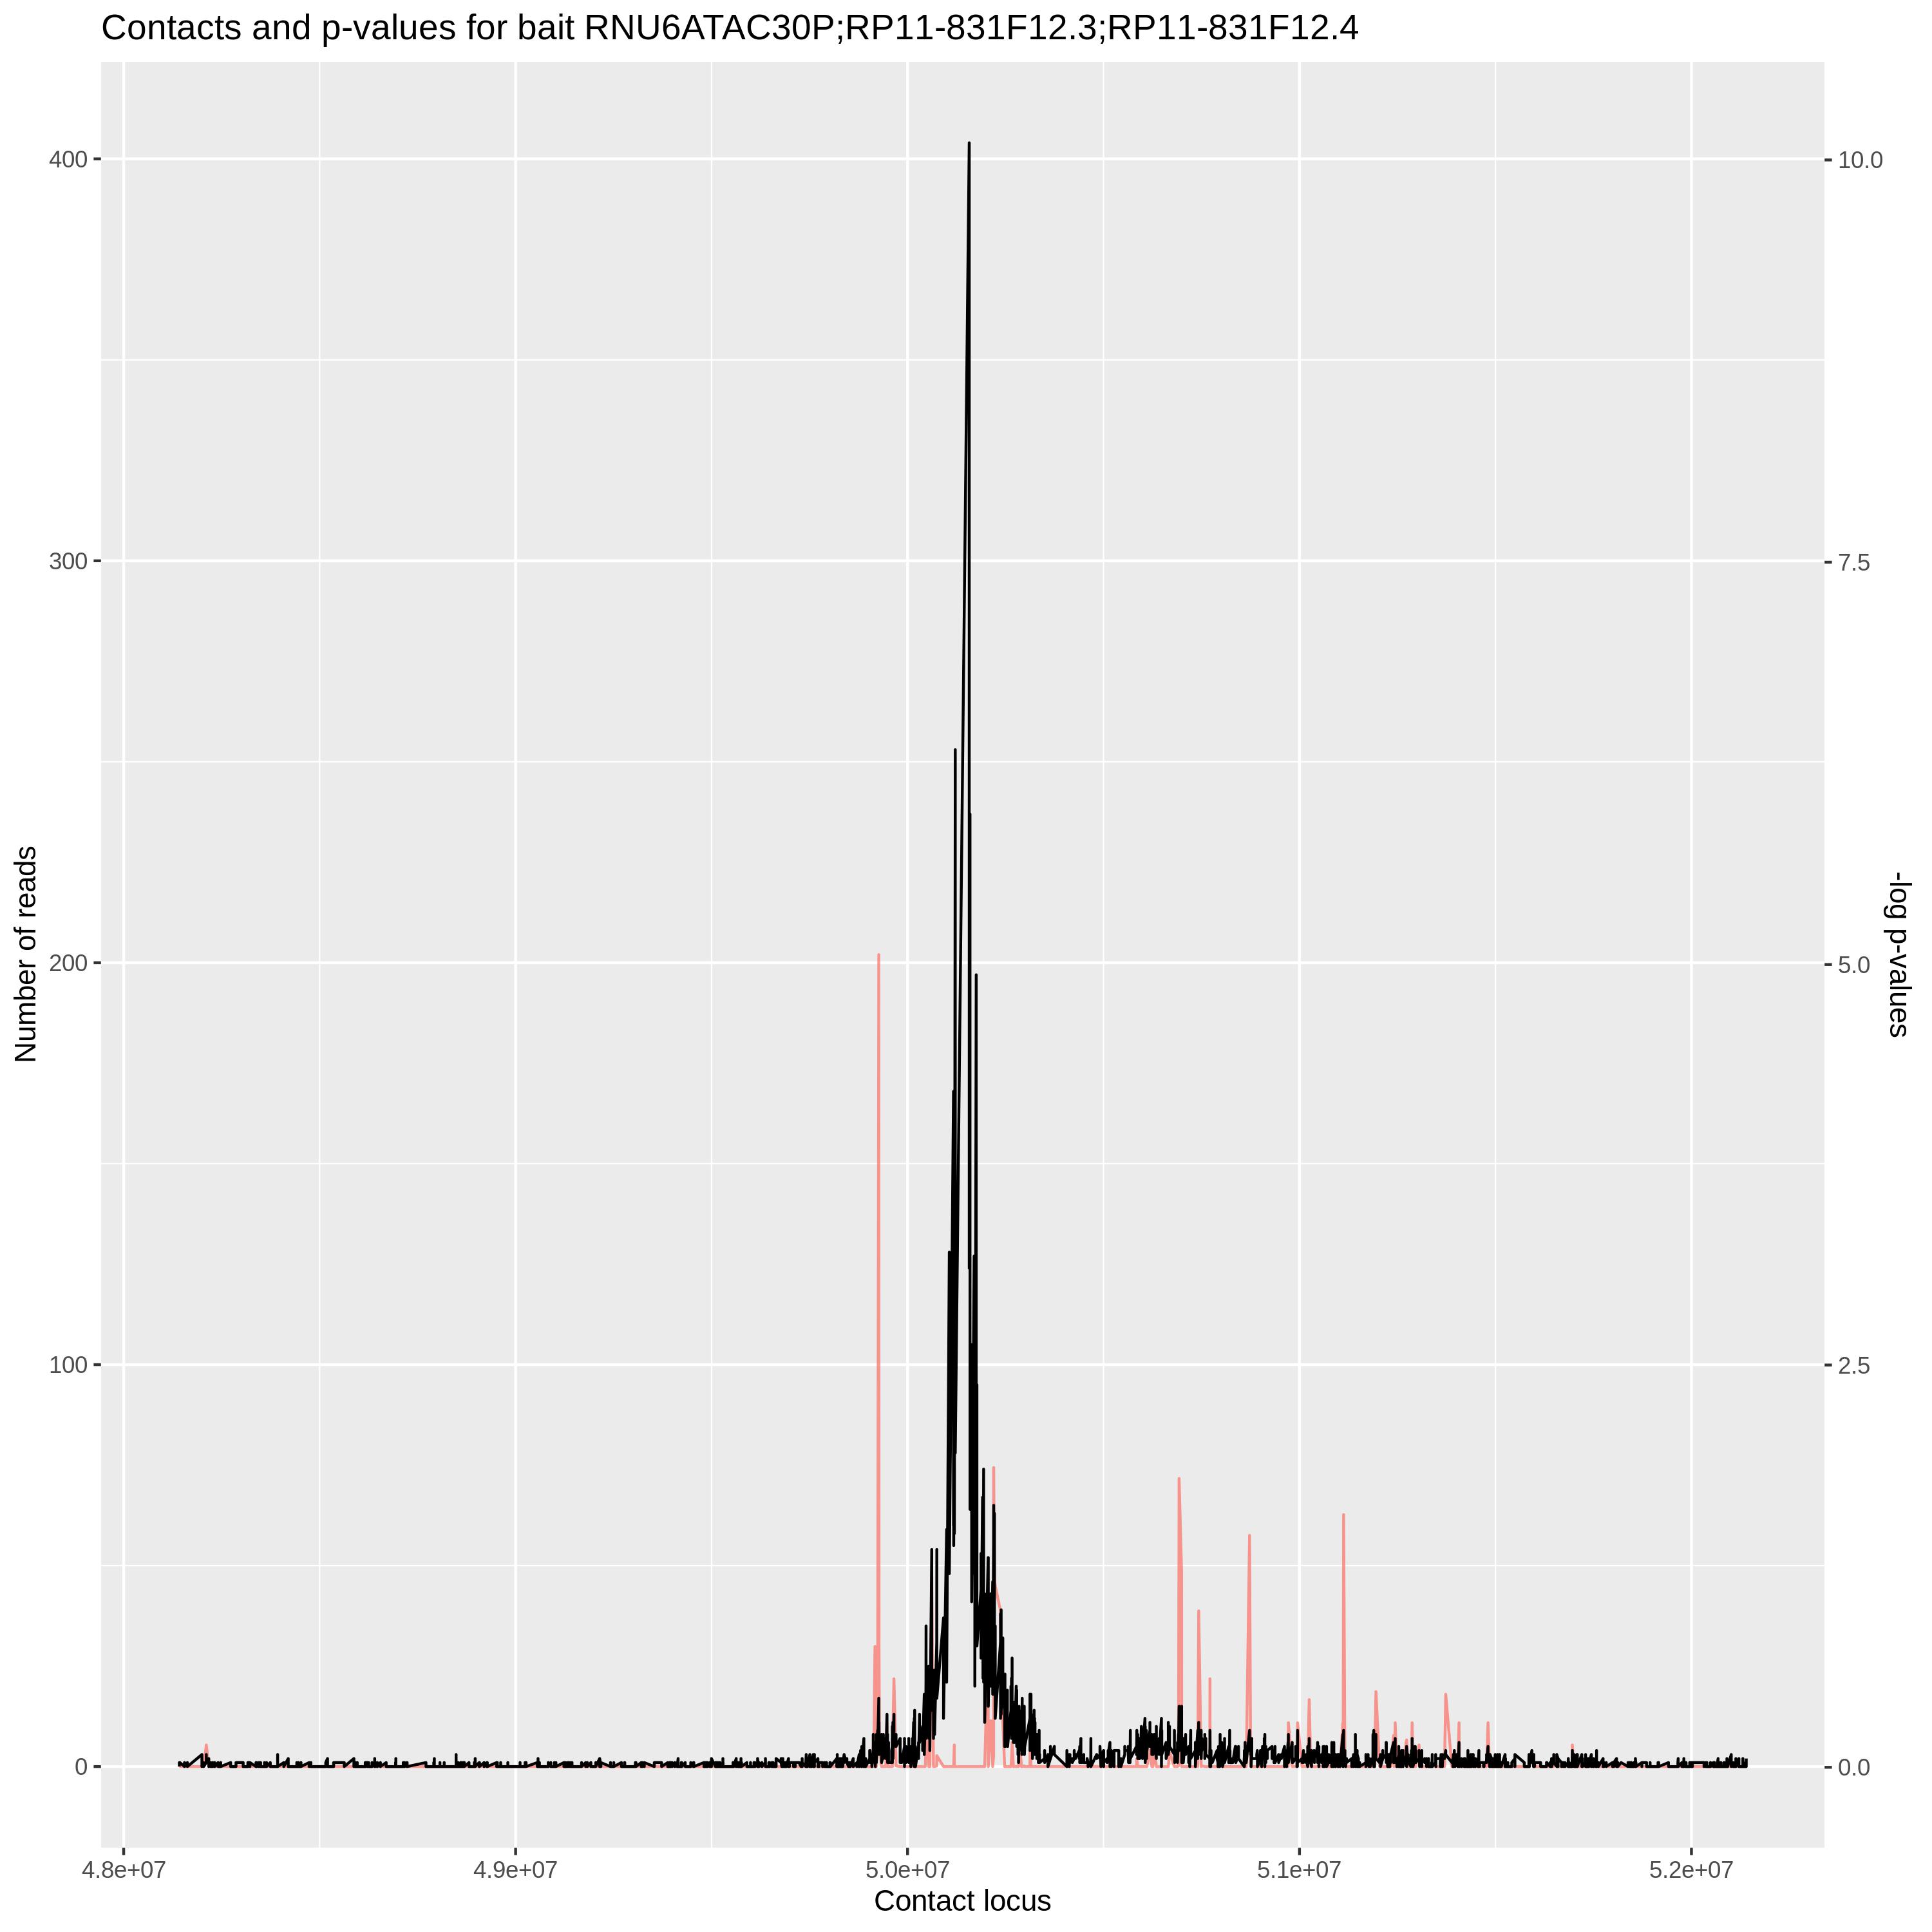 Contacts and p-values for bait RNU6ATAC30P;RP11-831F12.3;RP11-831F12.4
400
300
200
100
0
Number of reads
10.0
7.5
5.0
2.5
0.0
-log p-values
4.8e+07
4.9e+07
5.0e+07
5.1e+07
5.2e+07
Contact locus